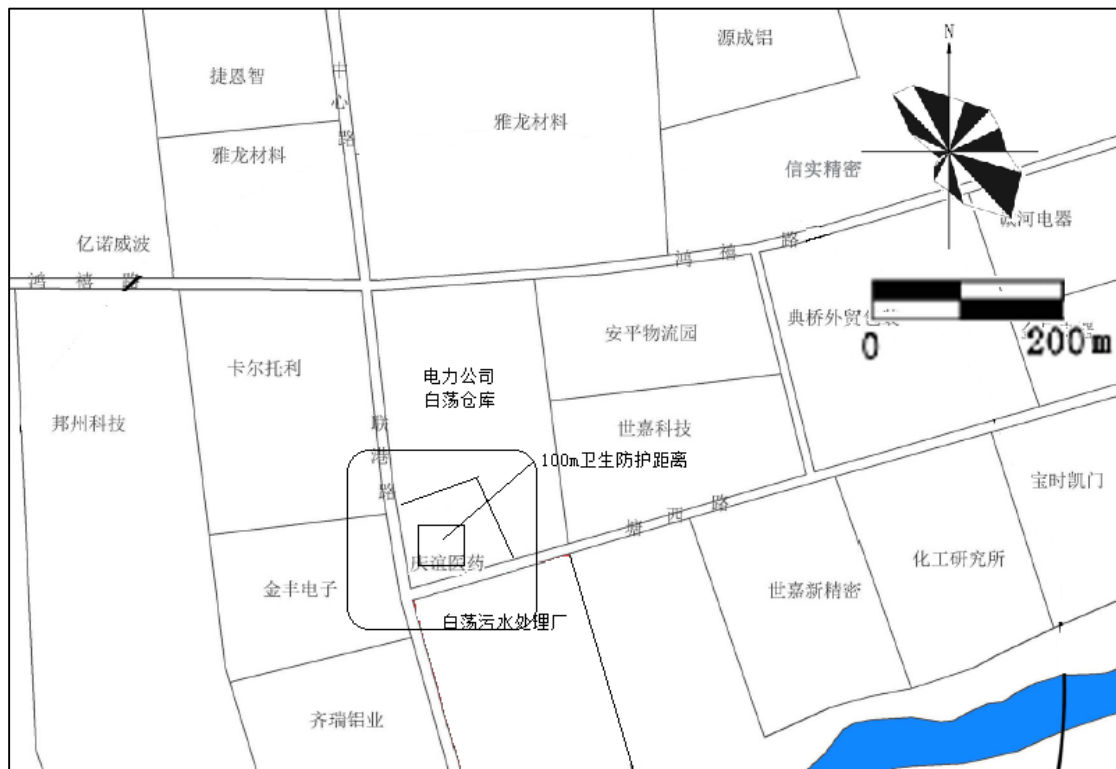 源成铝
N
捷恩智
中心路
雅龙材料
雅龙材料
信实精密
河电器
亿诺威波
鸿禧路
鸿禧路
典桥外贸包装
安平物流园
0
200m
卡尔托利
电力公司
白荡仓库
邦州科技
联港路
世嘉科技
100m卫生防护距离
宝时凯门
塘西路
庆谊医药
化工研究所
金丰电子
世嘉新精密
白荡污水处理厂
齐瑞铝业